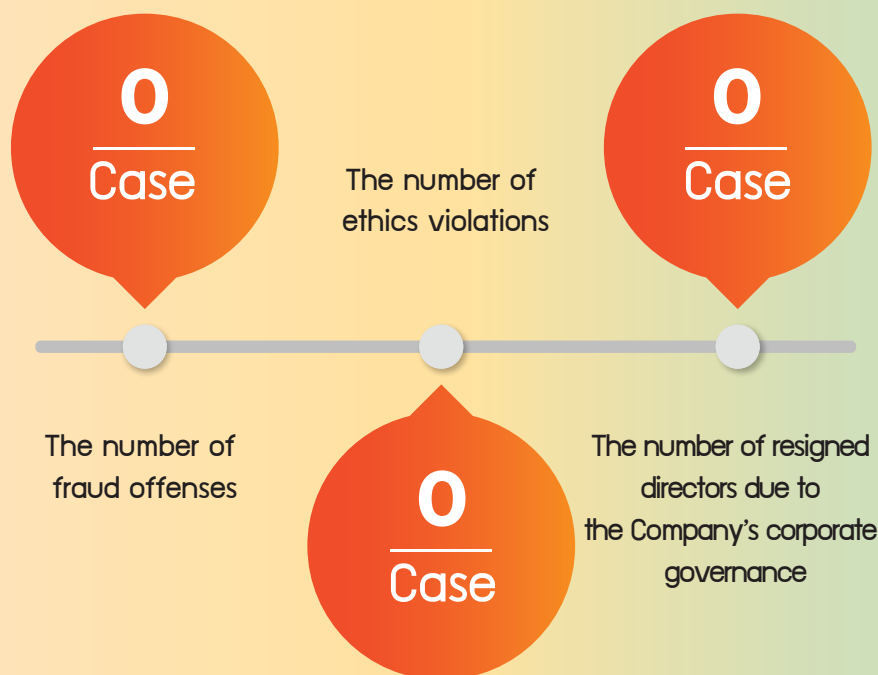 0
Case
The number of
fraud offenses
The number of
ethics violations
0
Case
0
Case
The number of resigned
directors due to
the Company's corporate
governance